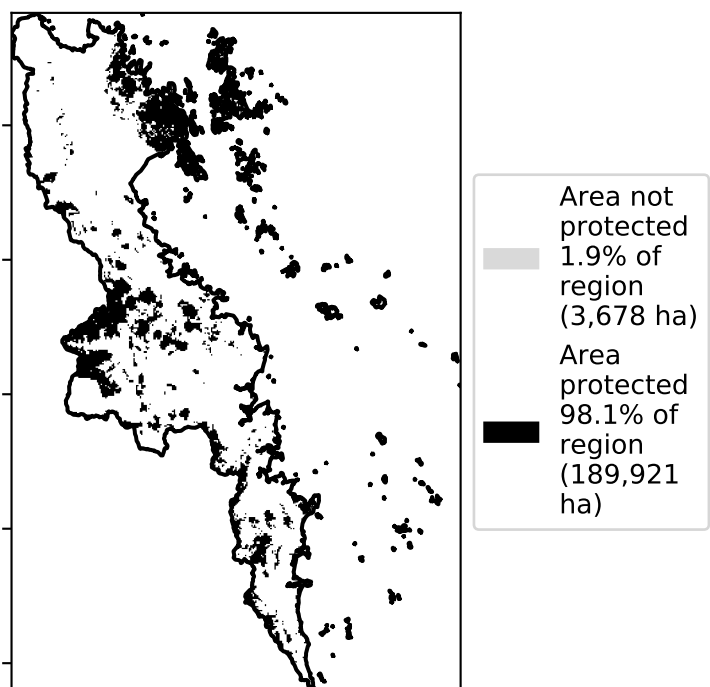 Area not
protected
1.9% of
region
(3,678 ha)
Area
protected
98.1% of
region
(189,921
ha)